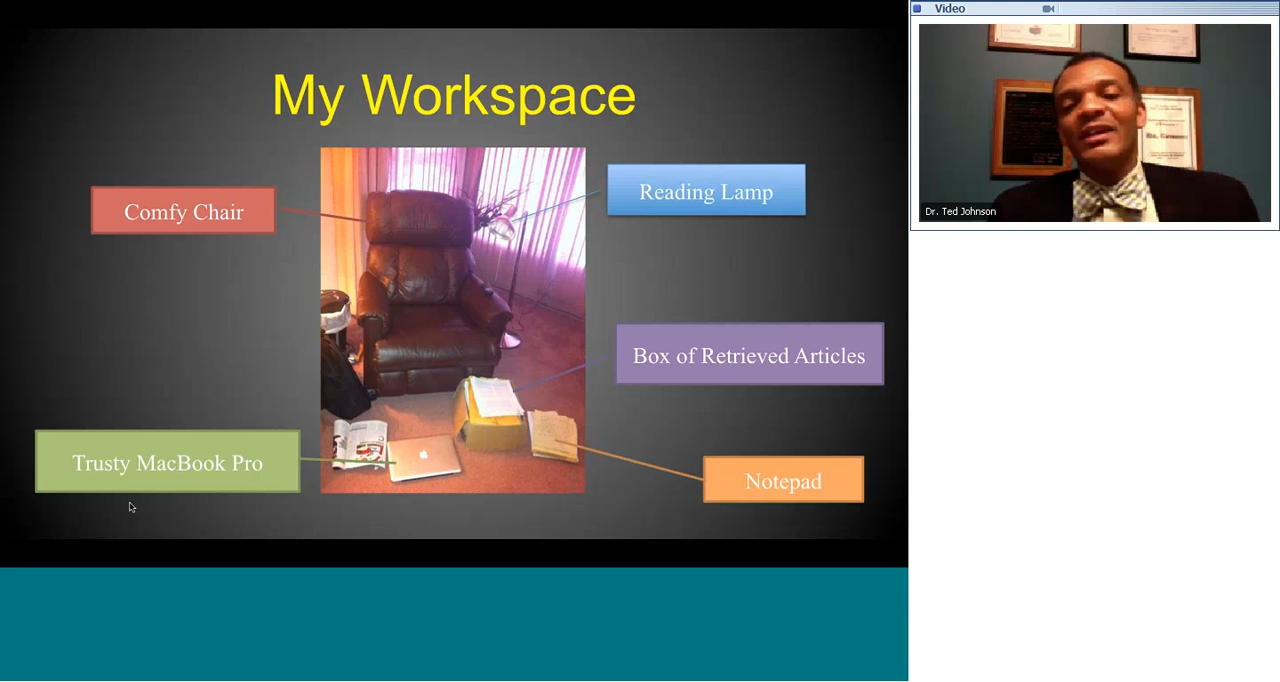 My Workspace
Comfy Chair
Reading Lamp
Box of Retrieved Articles
Trusty MacBook Pro
Notepad
Video
Dr. Ted Johnson